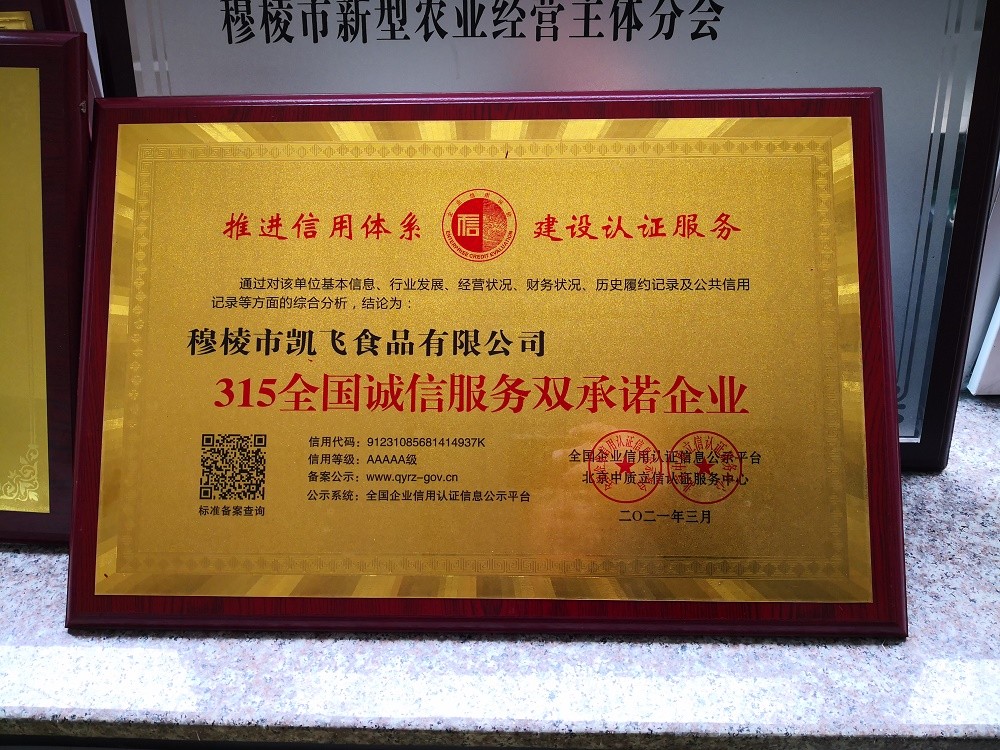 穆棱市新型农业经营主体分会
推进信用体系 建设认证服务
信
ENTERPRISE CREDIT EVALUATION
通过对该单位基本信息、行业发展、经营状况、财务状况、历史履约记录及公共信用
记录等方面的综合分析，结论为：
穆棱市凯飞食品有限公司
315全国诚信服务双承诺企业
信用代码：91231085681414937K
信用等级：AAAAA级
备案公示：www.qyrz-gov.cn
公示系统：全国企业信用认证信息公示平台
标准备案查询
全国企业信用认证信息公示平台
北京中质立信认证服务中心
二〇二一年三月